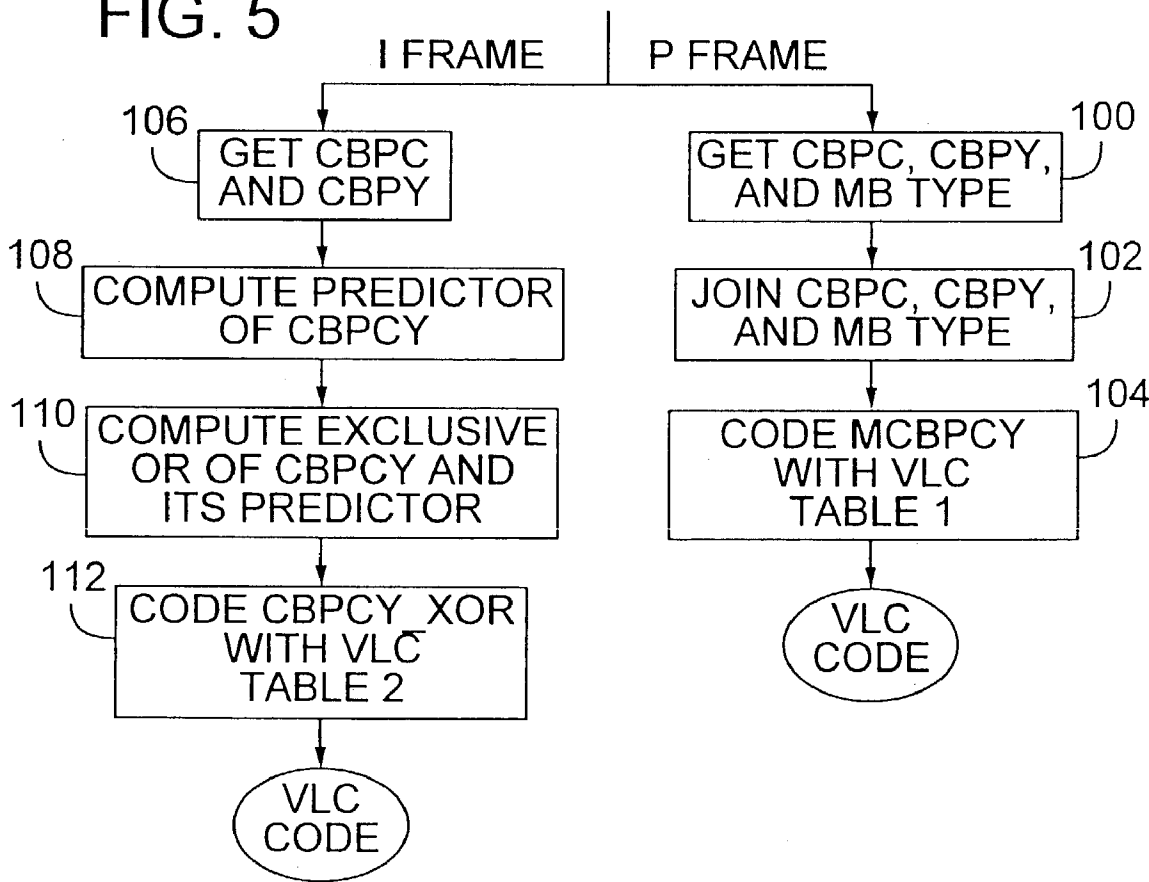 FIG. 5
I FRAME
P FRAME
106
GET CBPC
AND CBPY
108
COMPUTE PREDICTOR
OF CBPCY
110
COMPUTE EXCLUSIVE
OR OF CBPCY AND
ITS PREDICTOR
112
CODE CBPCY_XOR
WITH VLC
TABLE 2
VLC
CODE
100
GET CBPC, CBPY,
AND MB TYPE
102
JOIN CBPC, CBPY,
AND MB TYPE
104
CODE MCBPCY
WITH VLC
TABLE 1
VLC
CODE